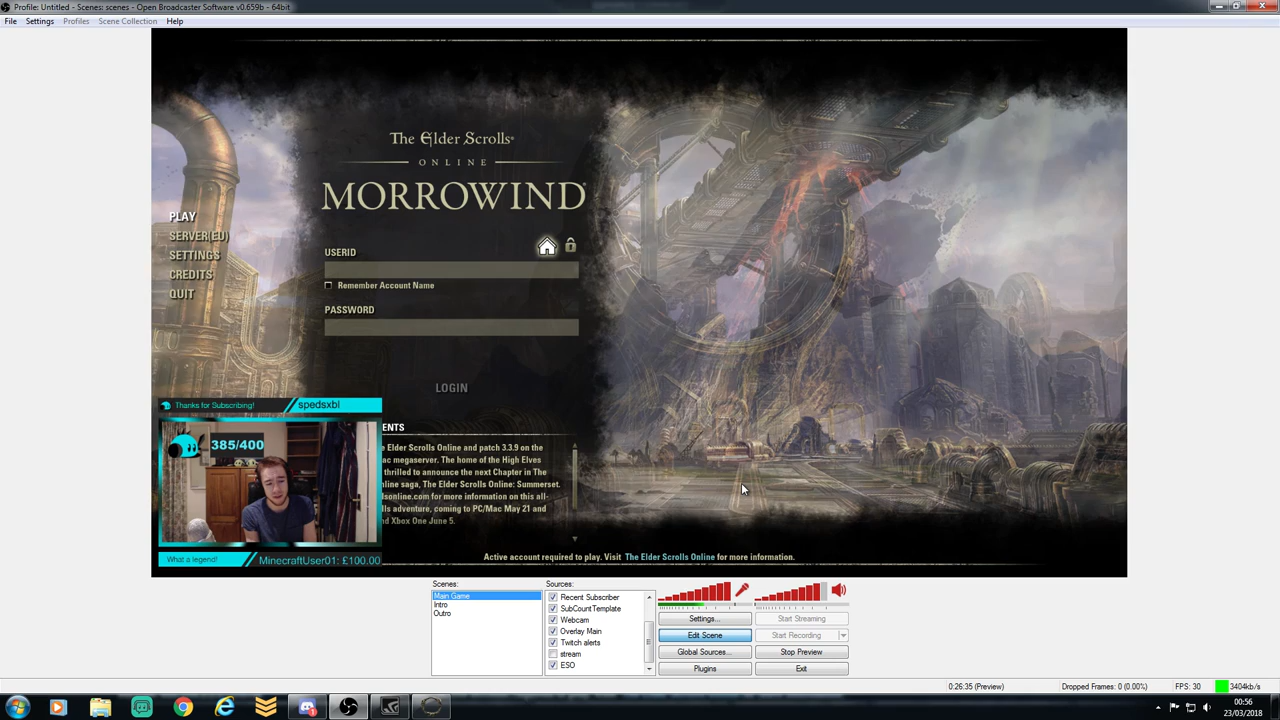 Profile: Untitled - Scenes: scenes - Open Broadcaster Software v0.659b - 64bit
File Settings Profiles Scene Collection Help
The Elder Scrolls
ONLINE
MORROWIND
PLAY
SERVER(EU)
SETTINGS
CREDITS
QUIT
USERID
Remember Account Name
PASSWORD
LOGIN
Thanks for Subscribing! spedsxbl
385/400
What a legend! MinecraftUser01: £100.00
ENTS
e Elder Scrolls Online and patch 3.3.9 on the
ac megaserver. The home of the High Elves
thrilled to announce the next Chapter in The
nline saga, The Elder Scrolls Online: Summerset.
llsonline.com for more information on this all-
lls adventure, coming to PC/Mac May 21 and
nd Xbox One June 5.
Active account required to play. Visit The Elder Scrolls Online for more information.
Scenes:
Main Game
Intro
Outro
Sources:
Recent Subscriber
SubCountTemplate
Webcam
Overlay Main
Twitch alerts
stream
ESO
Settings... Start Streaming
Edit Scene Start Recording
Global Sources... Stop Preview
Plugins Exit
0:26:35 (Preview) Dropped Frames: 0 (0.00%) FPS: 30 3404kb/s
00:56
23/03/2018